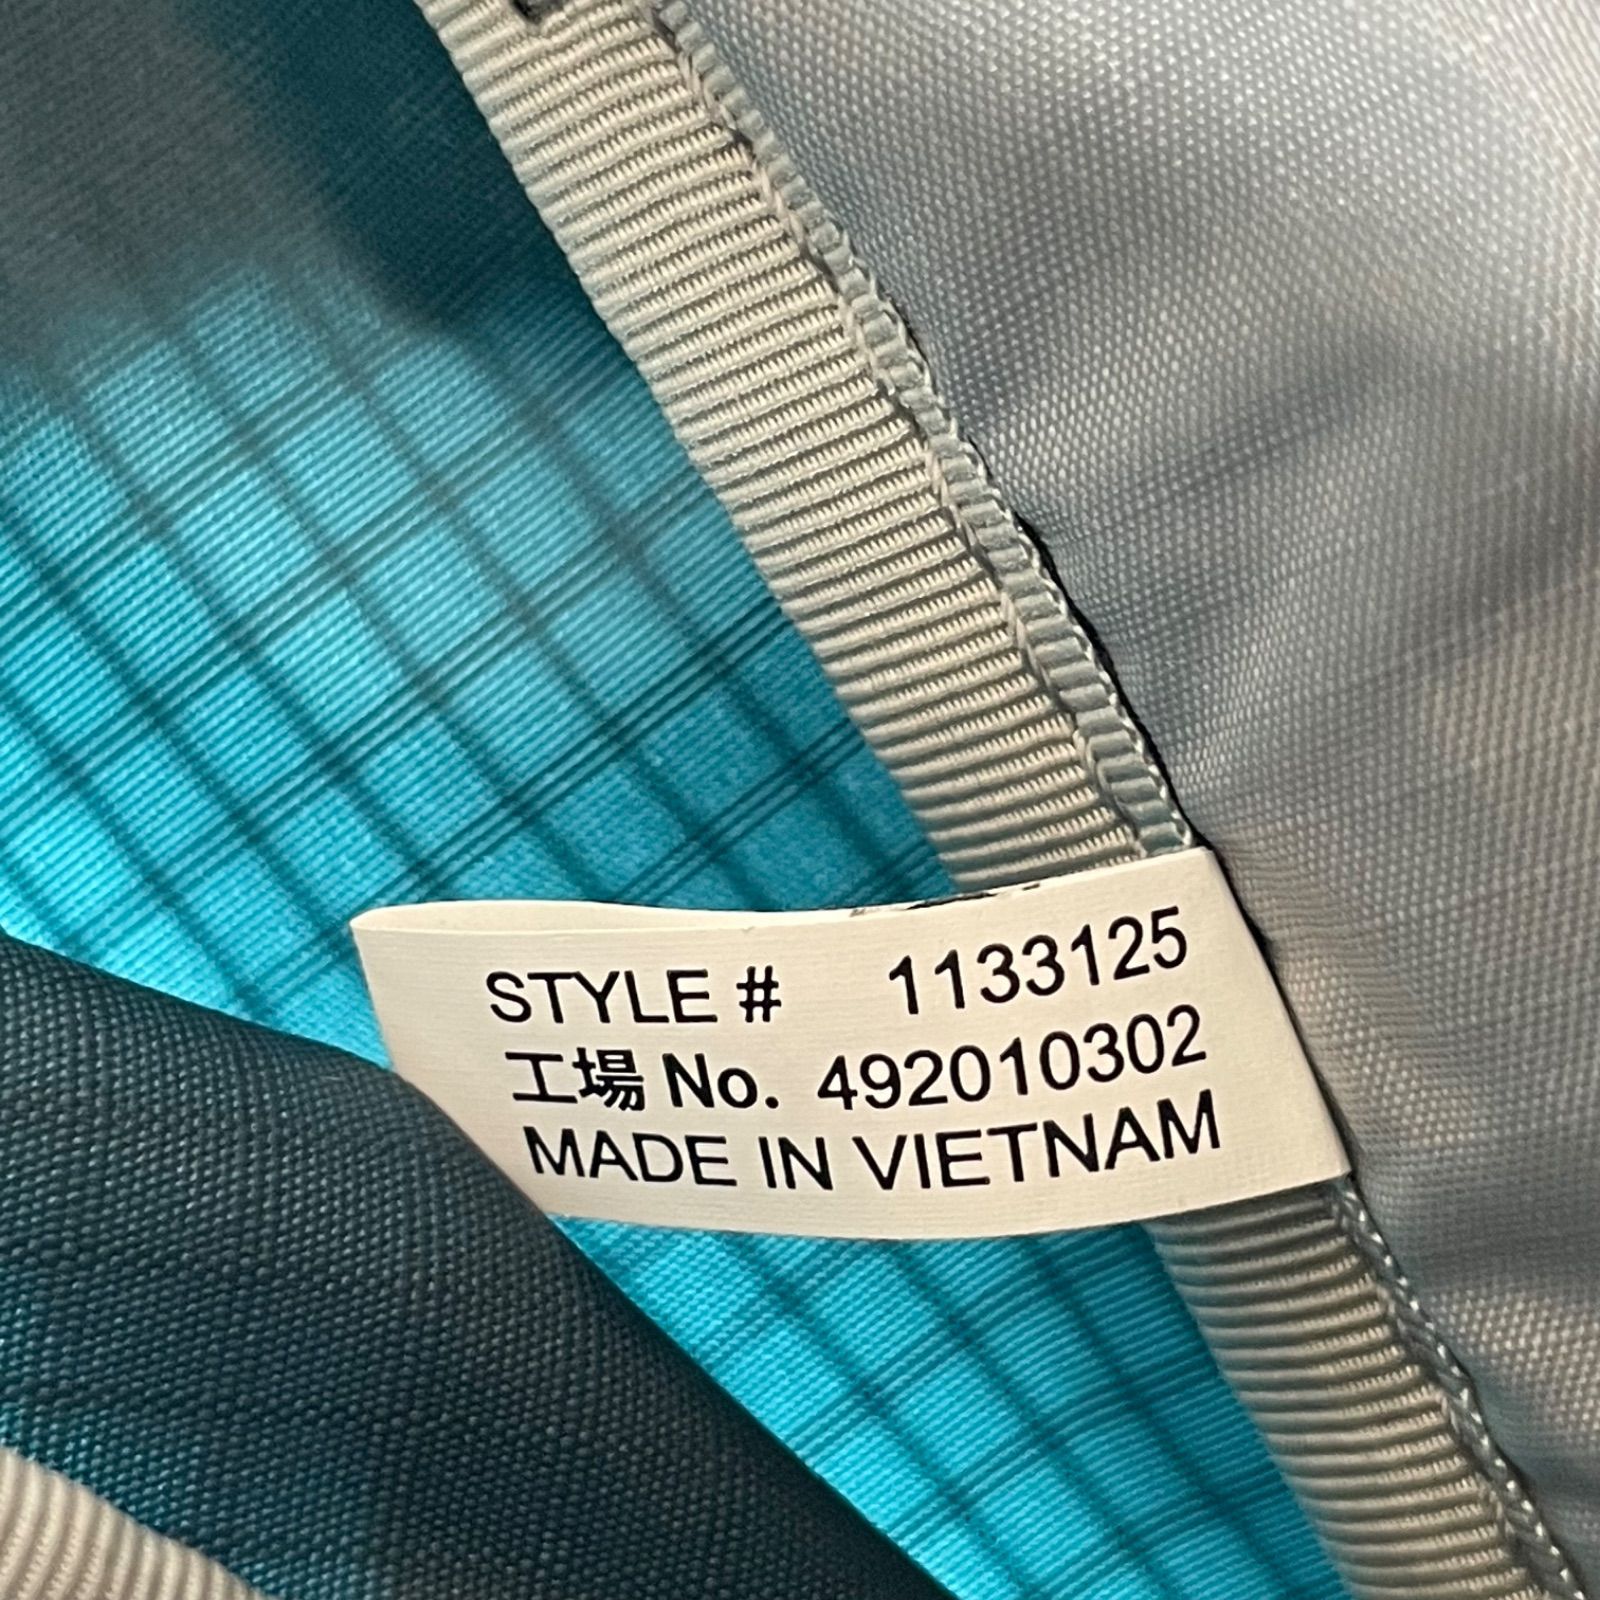 STYLE # 1133125
工場 No. 492010302
MADE IN VIETNAM